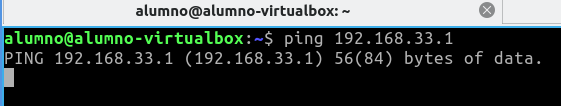 alumno@alumno-virtualbox: ~
alumno@alumno-virtualbox:~$ ping 192.168.33.1
PING 192.168.33.1 (192.168.33.1) 56(84) bytes of data.